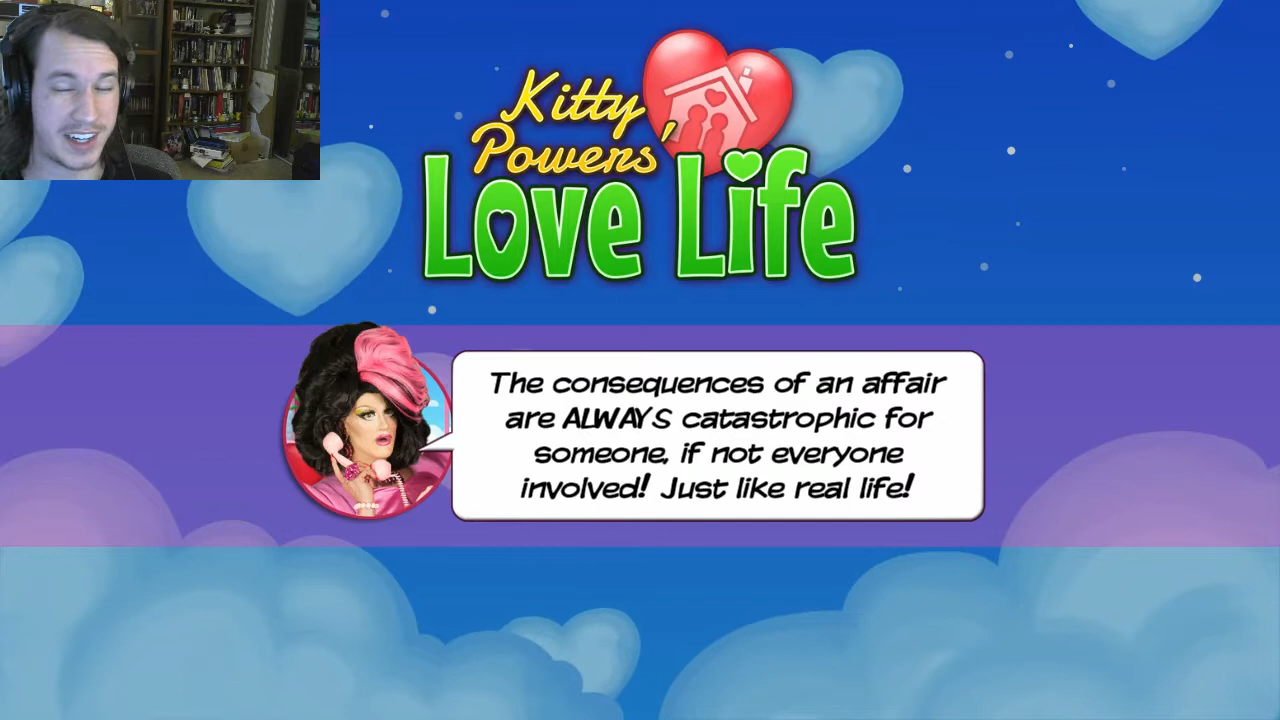 Kitty
Powers'
Love Life
The consequences of an affair
are ALWAYS catastrophic for
someone, if not everyone
involved! Just like real life!